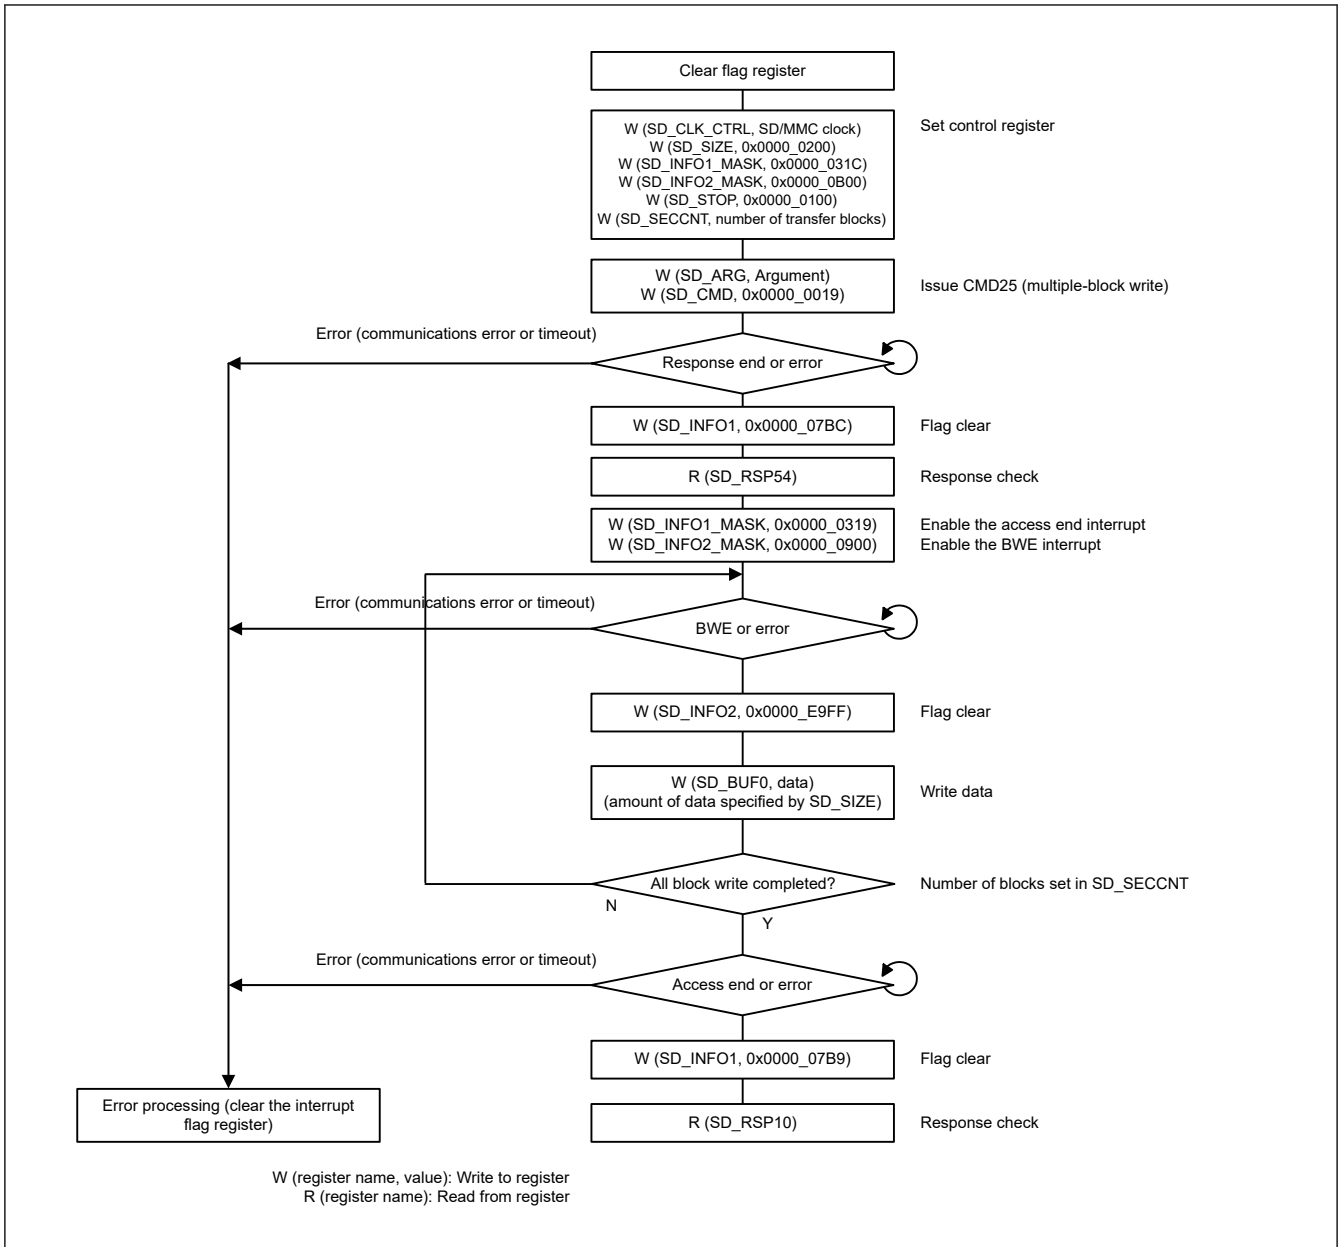 Clear flag register
W (SD_CLK_CTRL, SD/MMC clock)
W (SD_SIZE, 0x0000_0200)
W (SD_INFO1_MASK, 0x0000_031C)
W (SD_INFO2_MASK, 0x0000_0B00)
W (SD_STOP, 0x0000_0100)
W (SD_SECCNT, number of transfer blocks)
Set control register
W (SD_ARG, Argument)
W (SD_CMD, 0x0000_0019)
Issue CMD25 (multiple-block write)
Error (communications error or timeout)
Response end or error
W (SD_INFO1, 0x0000_07BC)
Flag clear
R (SD_RSP54)
Response check
W (SD_INFO1_MASK, 0x0000_0319)
W (SD_INFO2_MASK, 0x0000_0900)
Enable the access end interrupt
Enable the BWE interrupt
Error (communications error or timeout)
BWE or error
W (SD_INFO2, 0x0000_E9FF)
Flag clear
W (SD_BUF0, data)
(amount of data specified by SD_SIZE)
Write data
All block write completed?
Number of blocks set in SD_SECCNT
N
Y
Error (communications error or timeout)
Access end or error
W (SD_INFO1, 0x0000_07B9)
Flag clear
Error processing (clear the interrupt
flag register)
R (SD_RSP10)
Response check
W (register name, value): Write to register
R (register name): Read from register